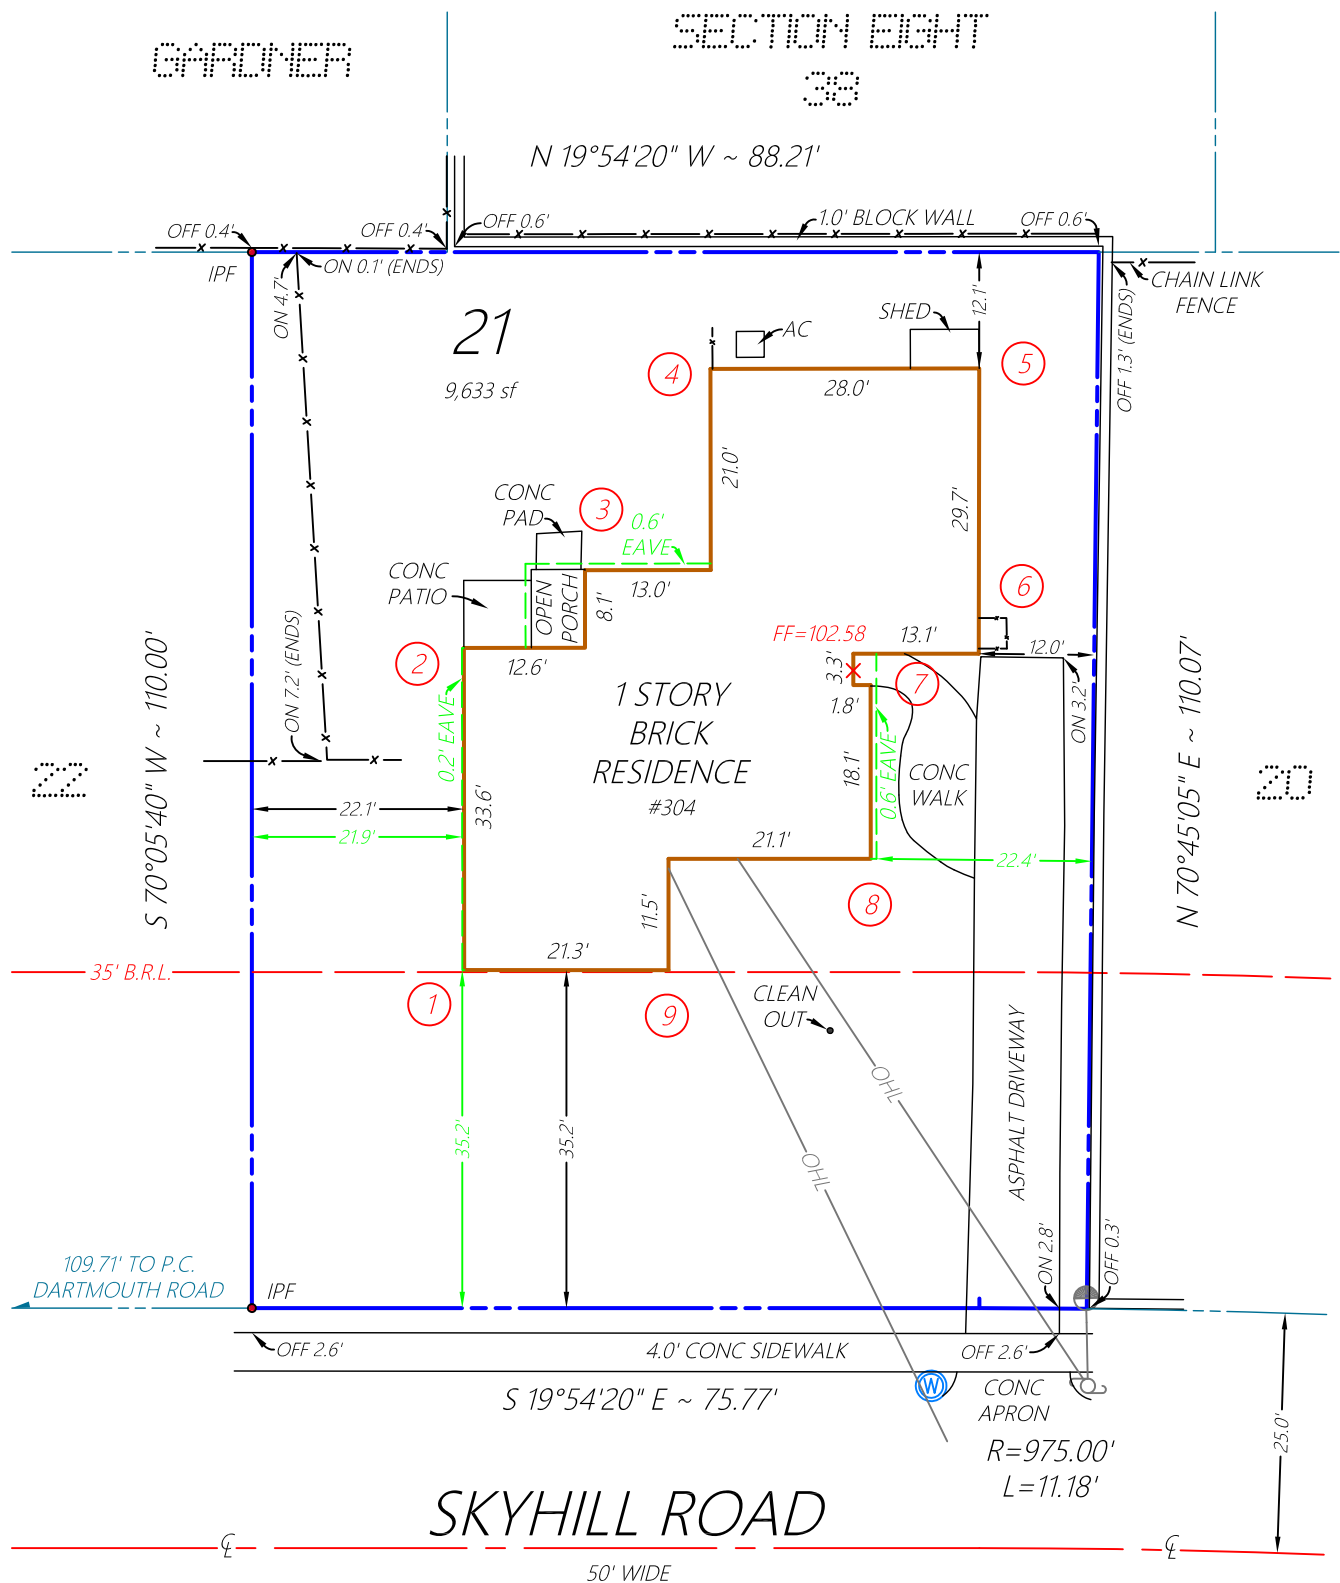 GARDNER
SECTION EIGHT
38
N 19°54'20" W ~ 88.21'
OFF 0.4'
OFF 0.4'
OFF 0.6'
1.0' BLOCK WALL
OFF 0.6'
IPF
ON 0.1' (ENDS)
ON 4.7'
CHAIN LINK
FENCE
OFF 1.3' (ENDS)
12.1'
21
9,633 sf
AC
SHED
4
5
28.0'
21.0'
29.7'
CONC
PAD
3
0.6'
EAVE
CONC
PATIO
OPEN
PORCH
8.1'
13.0'
6
2
12.6'
FF=102.58
13.1'
12.0'
3.3'
7
1.8'
ON 3.2'
ON 7.2' (ENDS)
0.2' EAVE
1 STORY
BRICK
RESIDENCE
#304
18.1'
0.6' EAVE
CONC
WALK
S 70°05'40" W ~ 110.00'
N 70°45'05" E ~ 110.07'
22
20
22.1'
21.9'
33.6'
21.1'
22.4'
11.5'
8
21.3'
35' B.R.L.
1
9
CLEAN
OUT
35.2'
35.2'
OHL
OHL
ASPHALT DRIVEWAY
ON 2.8'
OFF 0.3'
109.71' TO P.C.
DARTMOUTH ROAD
IPF
OFF 2.6'
4.0' CONC SIDEWALK
OFF 2.6'
W
S 19°54'20" E ~ 75.77'
CONC
APRON
R=975.00'
L=11.18'
25.0'
SKYHILL ROAD
50' WIDE